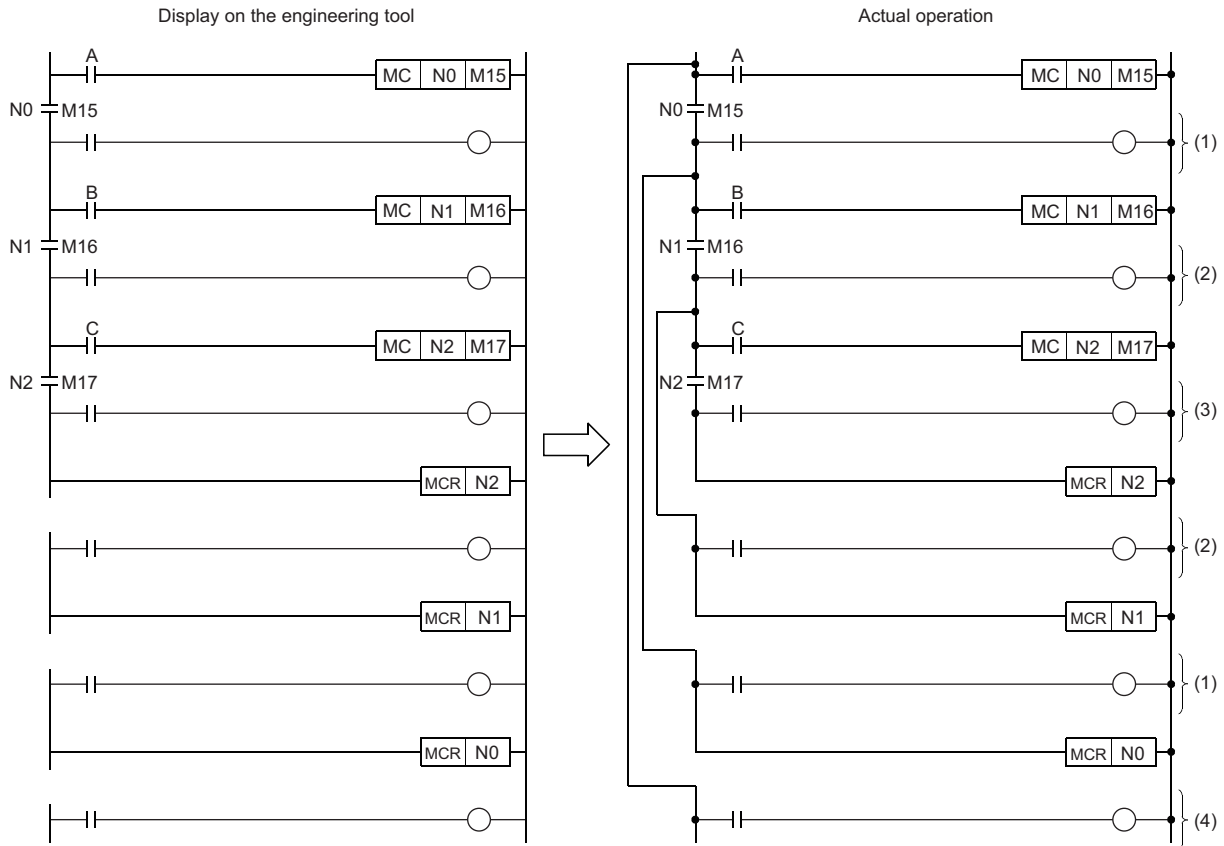 Display on the engineering tool
A
MC N0 M15
N0 M15
B
MC N1 M16
N1 M16
C
MC N2 M17
N2 M17
MCR N2
MCR N1
MCR N0
Actual operation
A
MC N0 M15
N0 M15
(1)
B
MC N1 M16
N1 M16
(2)
C
MC N2 M17
N2 M17
(3)
MCR N2
(2)
MCR N1
(1)
MCR N0
(4)